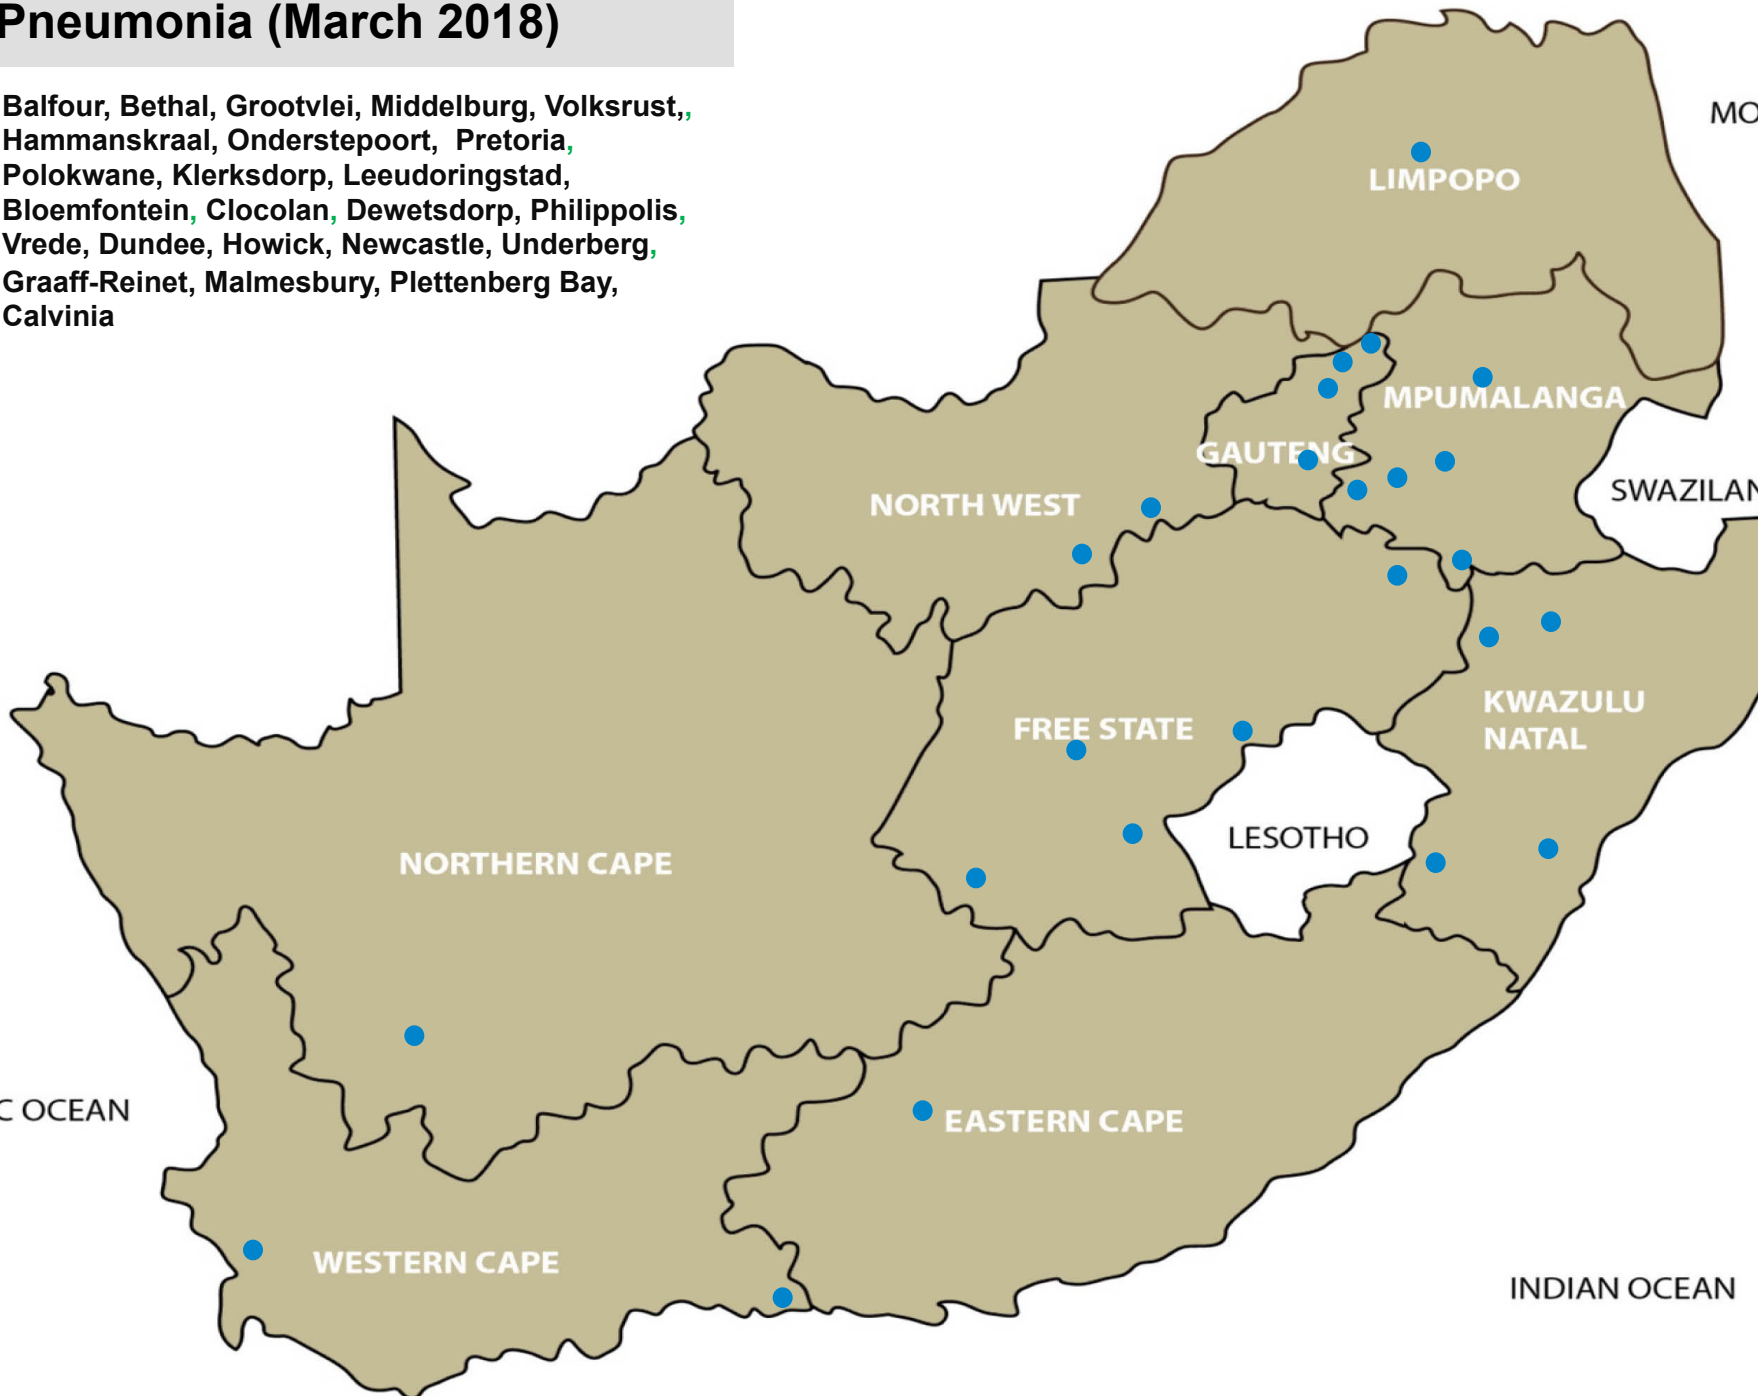 Pneumonia (March 2018)
Balfour, Bethal, Grootvlei, Middelburg, Volksrust,,
Hammanskraal, Onderstepoort,  Pretoria,
Polokwane, Klerksdorp, Leeudoringstad,
Bloemfontein, Clocolan, Dewetsdorp, Philippolis,
Vrede, Dundee, Howick, Newcastle, Underberg,
Graaff-Reinet, Malmesbury, Plettenberg Bay,
Calvinia
MO
LIMPOPO
MPUMALANGA
GAUTENG
SWAZILAN
NORTH WEST
KWAZULU
NATAL
FREE STATE
LESOTHO
NORTHERN CAPE
C OCEAN
EASTERN CAPE
WESTERN CAPE
INDIAN OCEAN